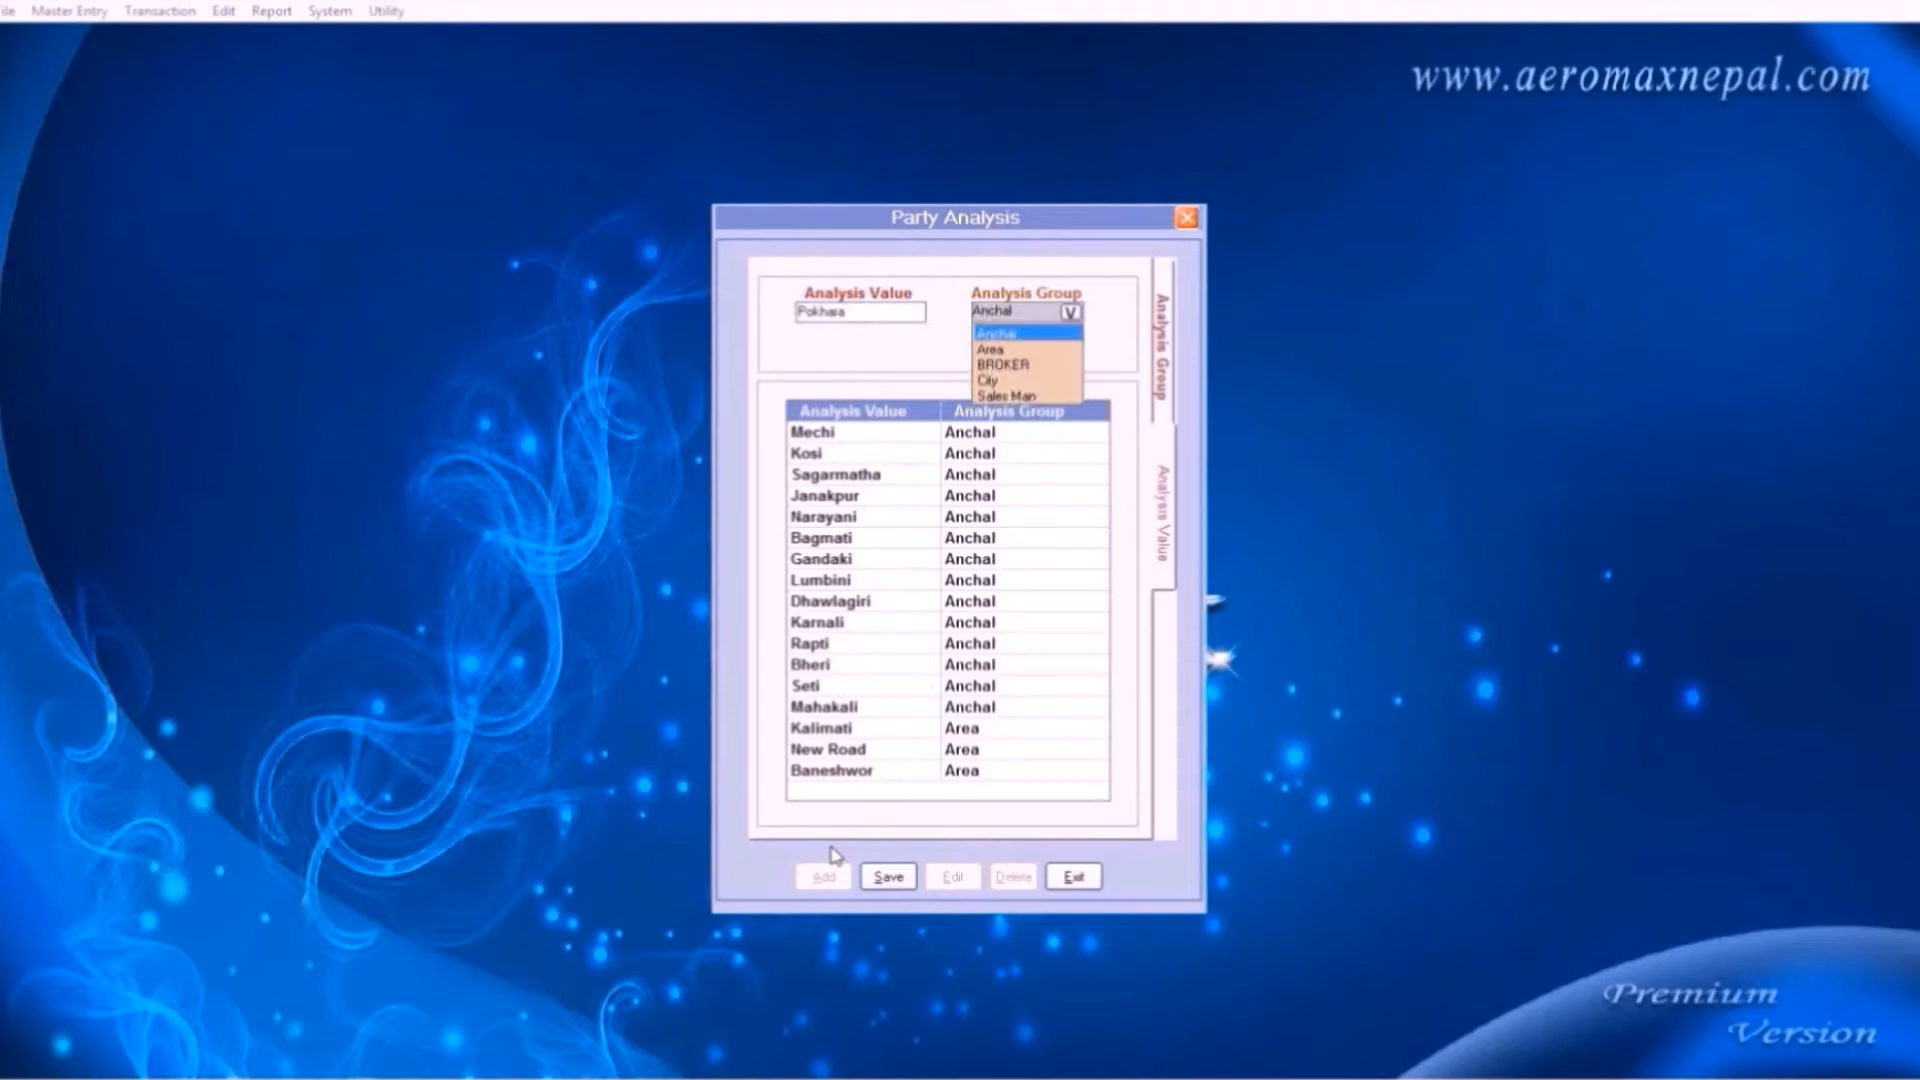 ile Master Entry Transaction Edit Report System Utility
www.aeromaxnepal.com
Party Analysis
Analysis Value Analysis Group
Pokhara Anchal V
Anchal
Area
BROKER
City
Sales Man
Analysis Value Analysis Group
Mechi Anchal
Kosi Anchal
Sagarmatha Anchal
Janakpur Anchal
Narayani Anchal
Bagmati Anchal
Gandaki Anchal
Lumbini Anchal
Dhawlagiri Anchal
Karnali Anchal
Rapti Anchal
Bheri Anchal
Seti Anchal
Mahakali Anchal
Kalimati Area
New Road Area
Baneshwor Area
Analysis Group
Analysis Value
Add Save Edit Delete Exit
Premium
Version